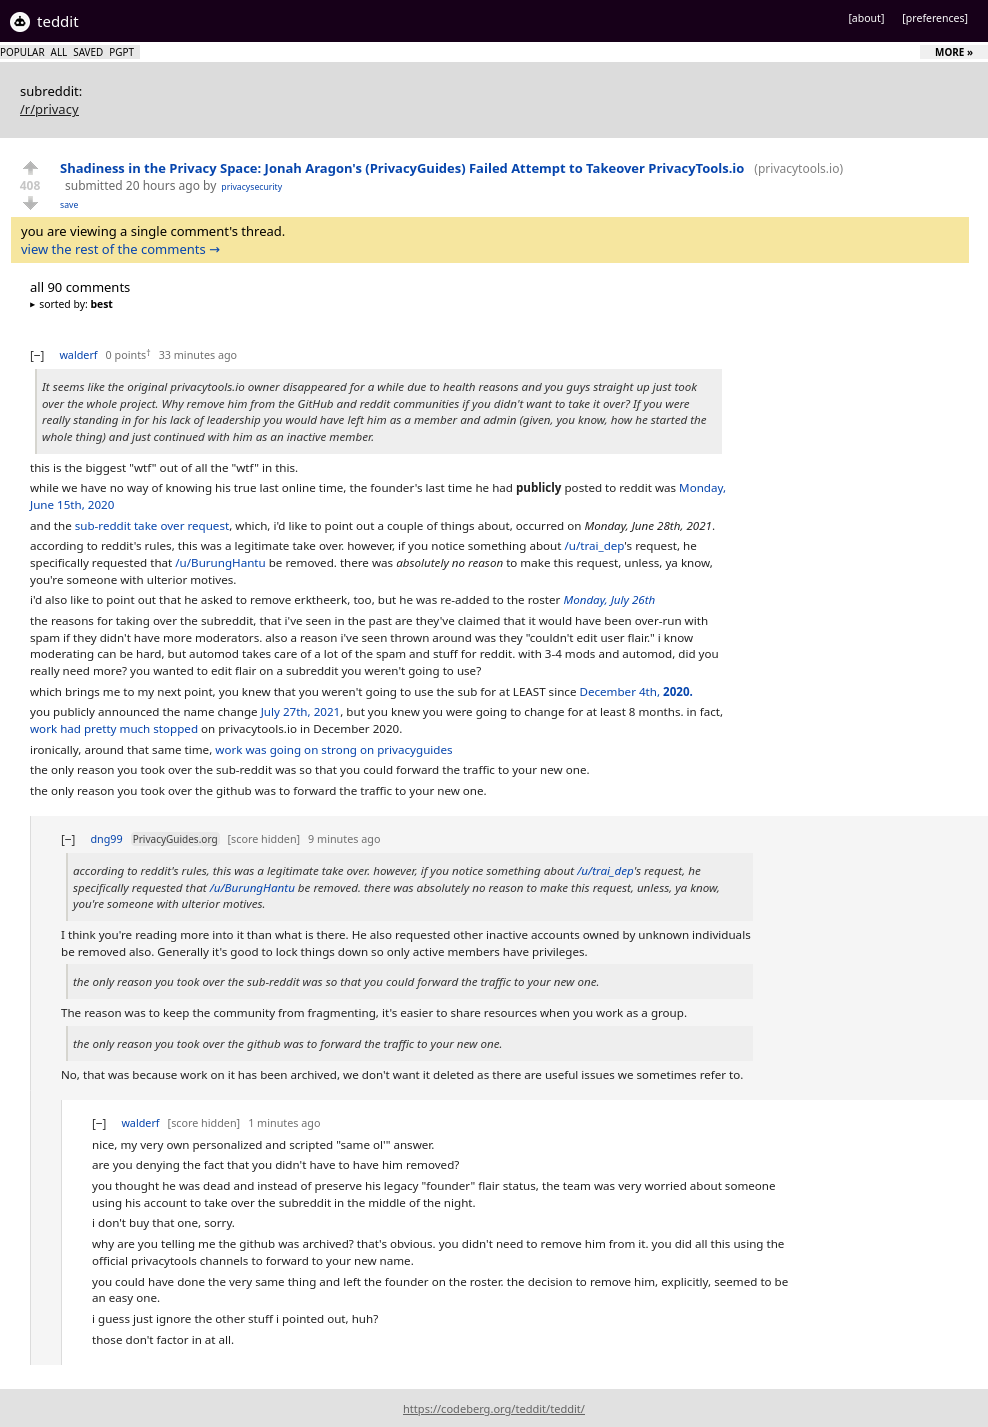 teddit
[about] [preferences]
POPULAR ALL SAVED PGPT
MORE »
subreddit:
/r/privacy
Shadiness in the Privacy Space: Jonah Aragon's (PrivacyGuides) Failed Attempt to Takeover PrivacyTools.io (privacytools.io)
408
submitted 20 hours ago by privacysecurity
save
you are viewing a single comment's thread.
view the rest of the comments →
all 90 comments
▸ sorted by: best
[−] walderf 0 points† 33 minutes ago
It seems like the original privacytools.io owner disappeared for a while due to health reasons and you guys straight up just took
over the whole project. Why remove him from the GitHub and reddit communities if you didn't want to take it over? If you were
really standing in for his lack of leadership you would have left him as a member and admin (given, you know, how he started the
whole thing) and just continued with him as an inactive member.
this is the biggest "wtf" out of all the "wtf" in this.
while we have no way of knowing his true last online time, the founder's last time he had publicly posted to reddit was Monday,
June 15th, 2020
and the sub-reddit take over request, which, i'd like to point out a couple of things about, occurred on Monday, June 28th, 2021.
according to reddit's rules, this was a legitimate take over. however, if you notice something about /u/trai_dep's request, he
specifically requested that /u/BurungHantu be removed. there was absolutely no reason to make this request, unless, ya know,
you're someone with ulterior motives.
i'd also like to point out that he asked to remove erktheerk, too, but he was re-added to the roster Monday, July 26th
the reasons for taking over the subreddit, that i've seen in the past are they've claimed that it would have been over-run with
spam if they didn't have more moderators. also a reason i've seen thrown around was they "couldn't edit user flair." i know
moderating can be hard, but automod takes care of a lot of the spam and stuff for reddit. with 3-4 mods and automod, did you
really need more? you wanted to edit flair on a subreddit you weren't going to use?
which brings me to my next point, you knew that you weren't going to use the sub for at LEAST since December 4th, 2020.
you publicly announced the name change July 27th, 2021, but you knew you were going to change for at least 8 months. in fact,
work had pretty much stopped on privacytools.io in December 2020.
ironically, around that same time, work was going on strong on privacyguides
the only reason you took over the sub-reddit was so that you could forward the traffic to your new one.
the only reason you took over the github was to forward the traffic to your new one.
[−] dng99 PrivacyGuides.org [score hidden] 9 minutes ago
according to reddit's rules, this was a legitimate take over. however, if you notice something about /u/trai_dep's request, he
specifically requested that /u/BurungHantu be removed. there was absolutely no reason to make this request, unless, ya know,
you're someone with ulterior motives.
I think you're reading more into it than what is there. He also requested other inactive accounts owned by unknown individuals
be removed also. Generally it's good to lock things down so only active members have privileges.
the only reason you took over the sub-reddit was so that you could forward the traffic to your new one.
The reason was to keep the community from fragmenting, it's easier to share resources when you work as a group.
the only reason you took over the github was to forward the traffic to your new one.
No, that was because work on it has been archived, we don't want it deleted as there are useful issues we sometimes refer to.
[−] walderf [score hidden] 1 minutes ago
nice, my very own personalized and scripted "same ol'" answer.
are you denying the fact that you didn't have to have him removed?
you thought he was dead and instead of preserve his legacy "founder" flair status, the team was very worried about someone
using his account to take over the subreddit in the middle of the night.
i don't buy that one, sorry.
why are you telling me the github was archived? that's obvious. you didn't need to remove him from it. you did all this using the
official privacytools channels to forward to your new name.
you could have done the very same thing and left the founder on the roster. the decision to remove him, explicitly, seemed to be
an easy one.
i guess just ignore the other stuff i pointed out, huh?
those don't factor in at all.
https://codeberg.org/teddit/teddit/